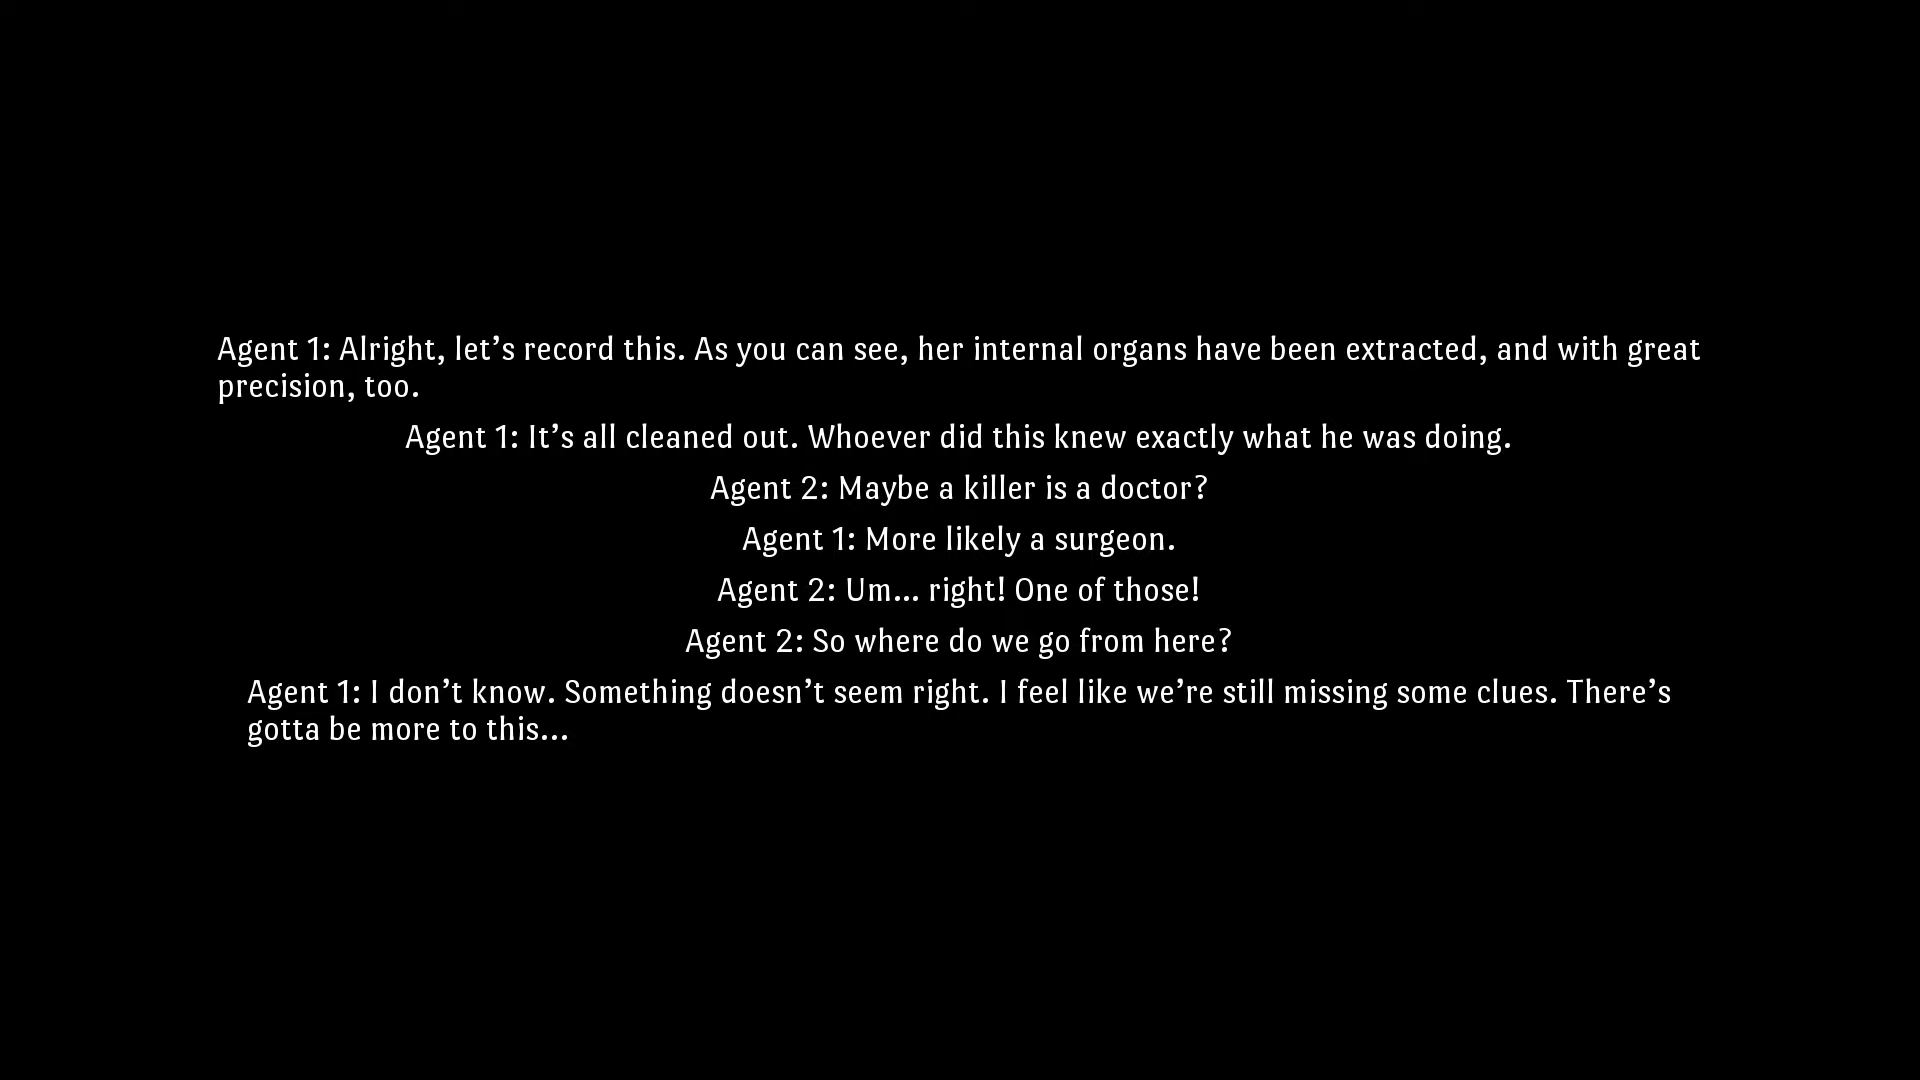 Agent 1: Alright, let’s record this. As you can see, her internal organs have been extracted, and with great
precision, too.
Agent 1: It’s all cleaned out. Whoever did this knew exactly what he was doing.
Agent 2: Maybe a killer is a doctor?
Agent 1: More likely a surgeon.
Agent 2: Um... right! One of those!
Agent 2: So where do we go from here?
Agent 1: I don’t know. Something doesn’t seem right. I feel like we’re still missing some clues. There’s
gotta be more to this...